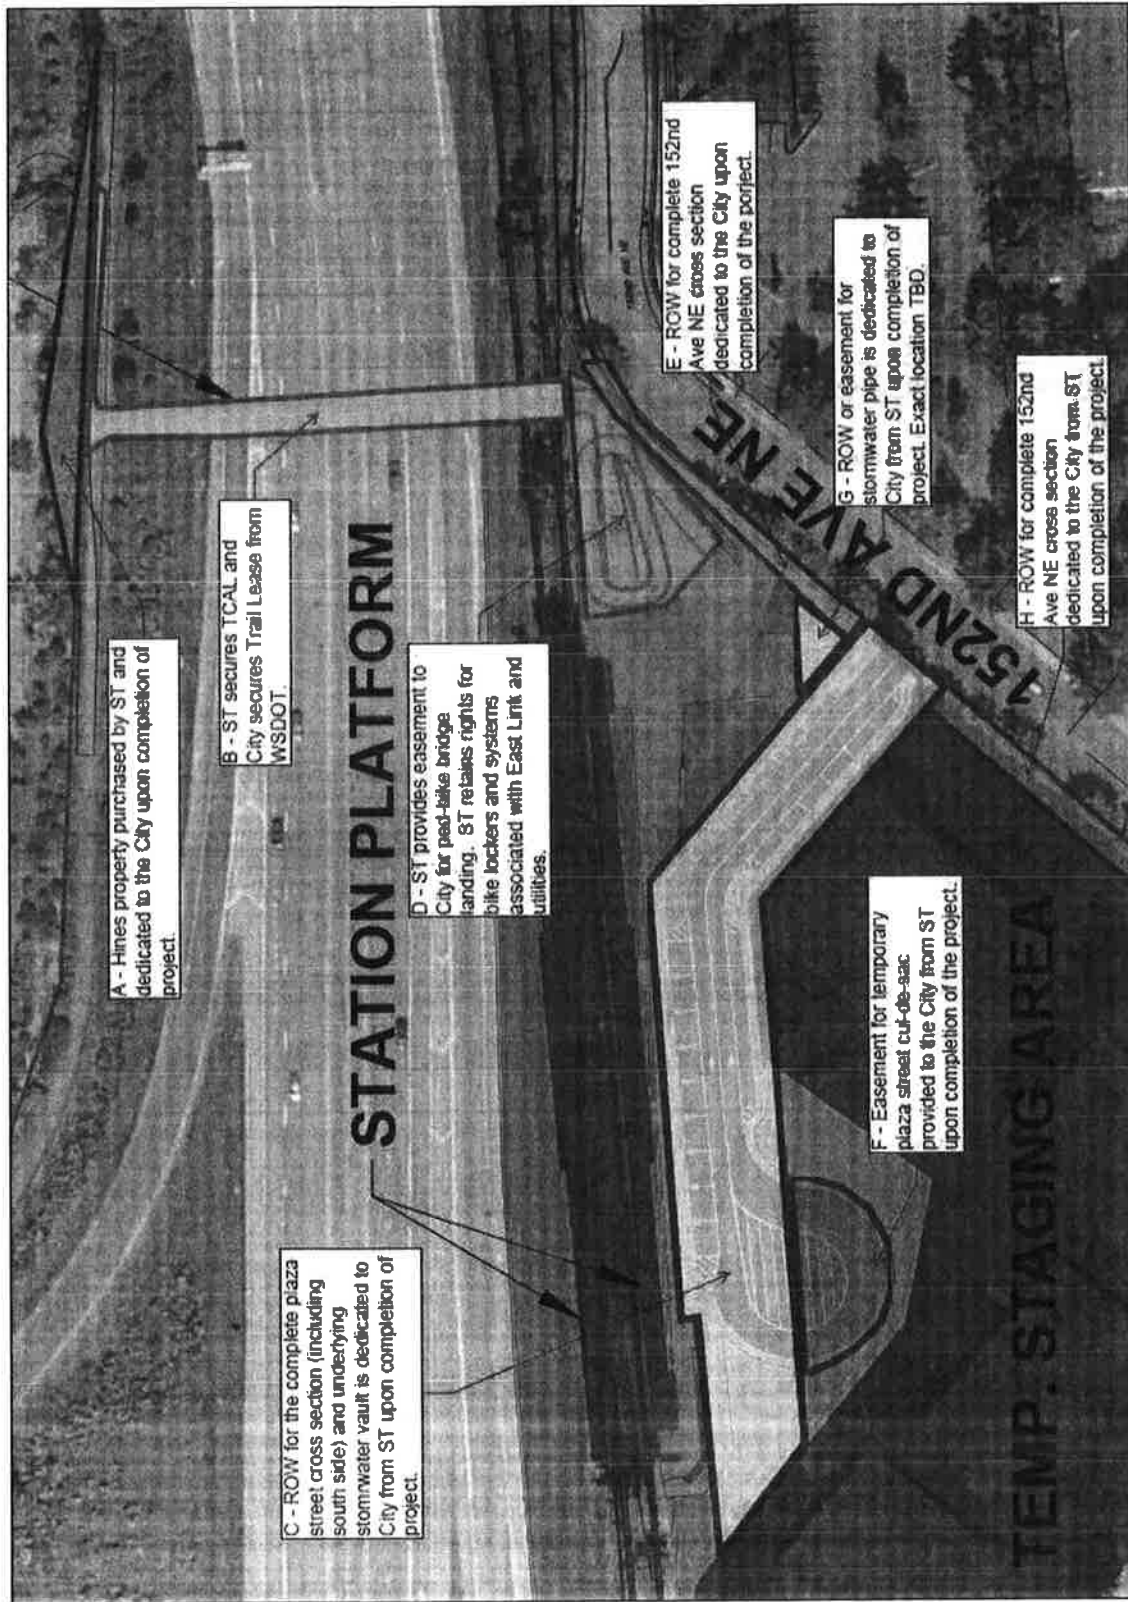 A - Hines property purchased by ST and
dedicated to the City upon completion of
project.
B - ST secures TCAL and
City secures Trail Lease from
WSDOT.
STATION PLATFORM
C - ROW for the complete plaza
street cross section (including
south side) and underlying
stormwater vault is dedicated to
City from ST upon completion of
project.
D - ST provides easement to
City for ped-bike bridge
landing. ST retains rights for
bike lockers and systems
associated with East Link and
utilities.
E - ROW for complete 152nd
Ave NE cross section
dedicated to the City upon
completion of the porject.
152ND AVE NE
G - ROW or easement for
stormwater pipe is dedicated to
City from ST upon completion of
project. Exact location TBD.
F - Easement for temporary
plaza street cul-de-sac
provided to the City from ST
upon completion of the project.
H - ROW for complete 152nd
Ave NE cross section
dedicated to the City from ST
upon completion of the project.
TEMP. STAGING AREA